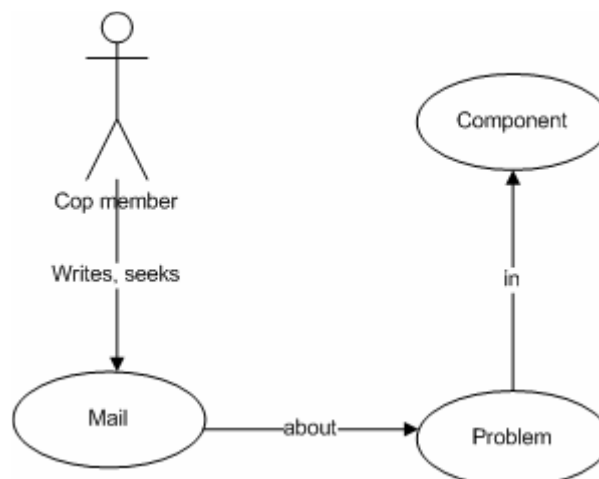 Component
Cop member
Writes, seeks
in
Mail
about
Problem